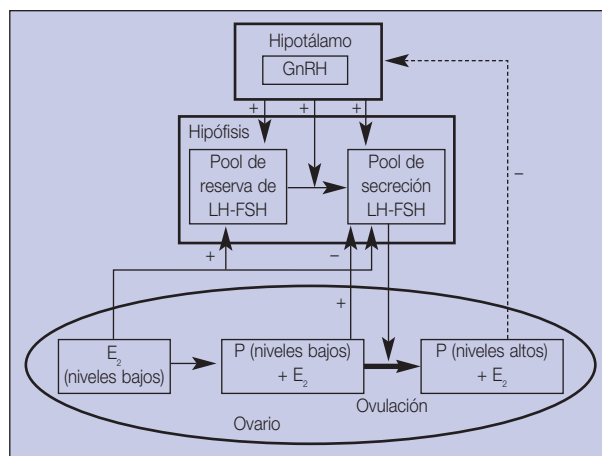 Hipotálamo
GnRH
+
+
+
Hipófisis
Pool de
reserva de
LH-FSH
Pool de
secreción
LH-FSH
–
+
–
+
E2
(niveles bajos)
P (niveles bajos)
+ E2
P (niveles altos)
+ E2
Ovulación
Ovario